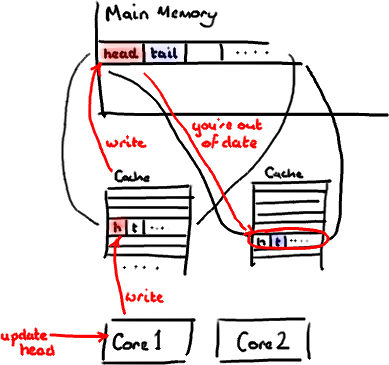 Main Memory
head tail ....
you're out
of date
write
Cache
Cache
h t ...
h t ....
....
write
update
head
Core 1
Core 2